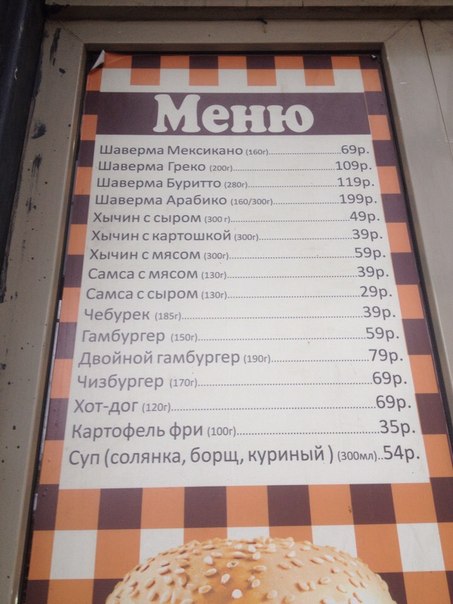 Меню
Шаверма Мексикано (160г)........................69р.
Шаверма Греко (200г)................................109р.
Шаверма Буритто (280г)............................119р.
Шаверма Арабико (160/300г)....................199р.
Хычин с сыром (300 г)................................49р.
Хычин с картошкой (300г)..........................39р.
Хычин с мясом (300г).................................59р.
Самса с мясом (130г)..................................39р.
Самса с сыром (130г)..................................29р.
Чебурек (185г)............................................39р.
Гамбургер (150г).........................................59р.
Двойной гамбургер (190г)..........................79р.
Чизбургер (170г).........................................69р.
Хот-дог (120г).............................................69р.
Картофель фри (100г).................................35р.
Суп (солянка, борщ, куриный ) (300мл)..54р.